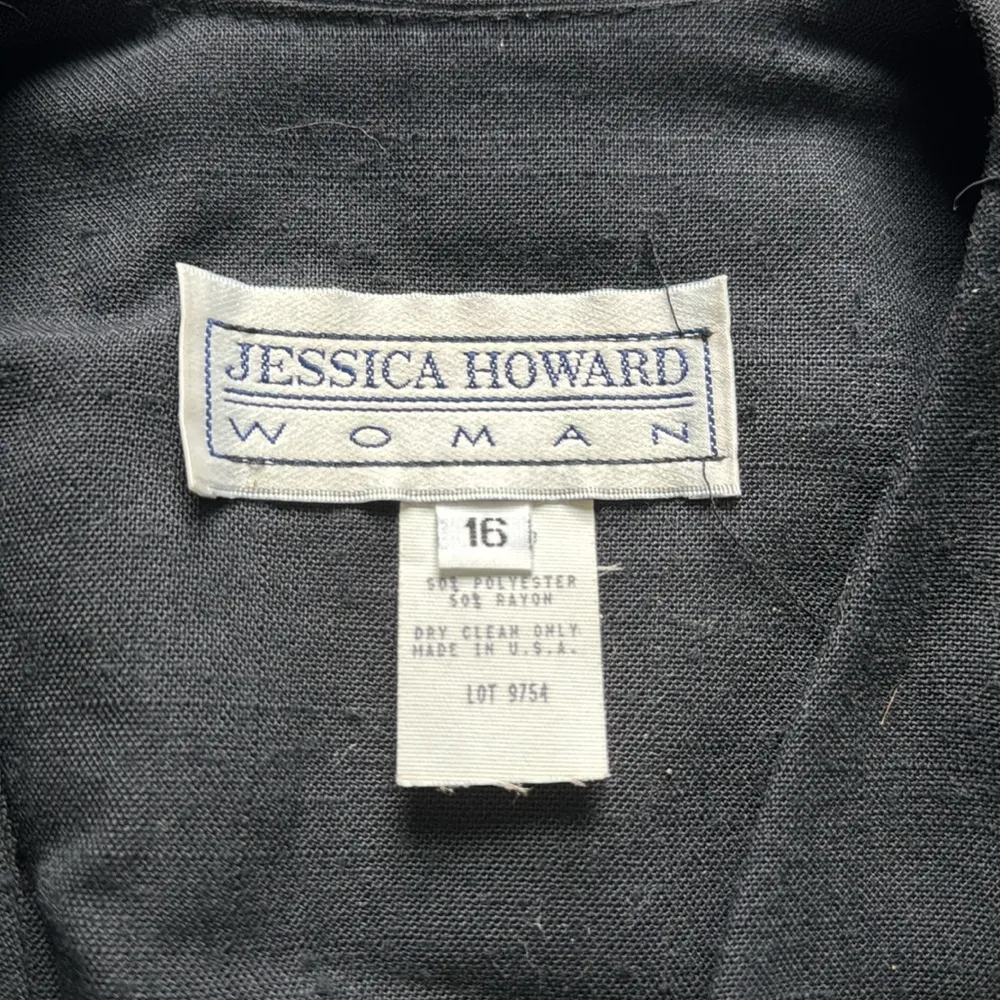 JESSICA HOWARD
WOMAN
16
50% POLYESTER
50% RAYON
DRY CLEAN ONLY
MADE IN U.S.A.
LOT 9754